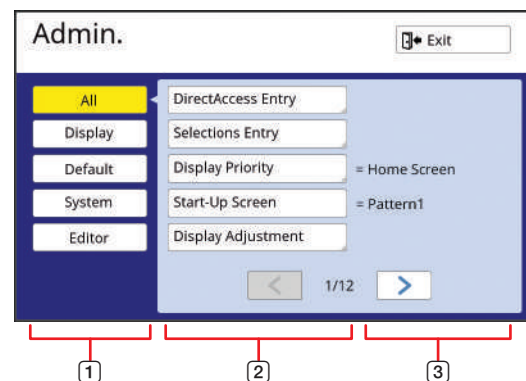 Admin.
Exit
All
DirectAccess Entry
Display
Selections Entry
Default
Display Priority
= Home Screen
System
Start-Up Screen
= Pattern1
Editor
Display Adjustment
< 1/12 >
1 2 3